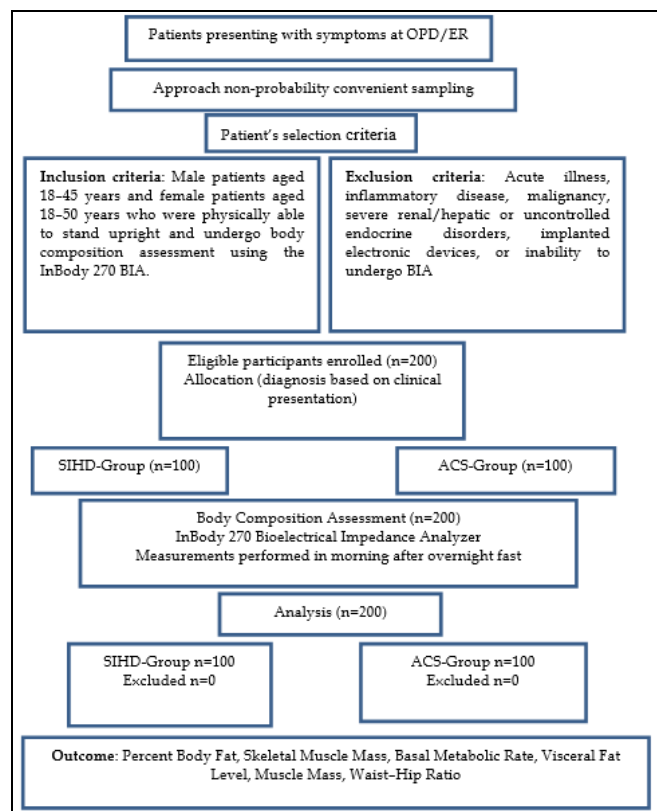 Patients presenting with symptoms at OPD/ER
Approach non-probability convenient sampling
Patient's selection criteria
Inclusion criteria: Male patients aged
18–45 years and female patients aged
18–50 years who were physically able
to stand upright and undergo body
composition assessment using the
InBody 270 BIA.
Exclusion criteria: Acute illness,
inflammatory disease, malignancy,
severe renal/hepatic or uncontrolled
endocrine disorders, implanted
electronic devices, or inability to
undergo BIA
Eligible participants enrolled (n=200)
Allocation (diagnosis based on clinical
presentation)
SIHD-Group (n=100)
ACS-Group (n=100)
Body Composition Assessment (n=200)
InBody 270 Bioelectrical Impedance Analyzer
Measurements performed in morning after overnight fast
Analysis (n=200)
SIHD-Group n=100
Excluded n=0
ACS-Group n=100
Excluded n=0
Outcome: Percent Body Fat, Skeletal Muscle Mass, Basal Metabolic Rate, Visceral Fat
Level, Muscle Mass, Waist–Hip Ratio